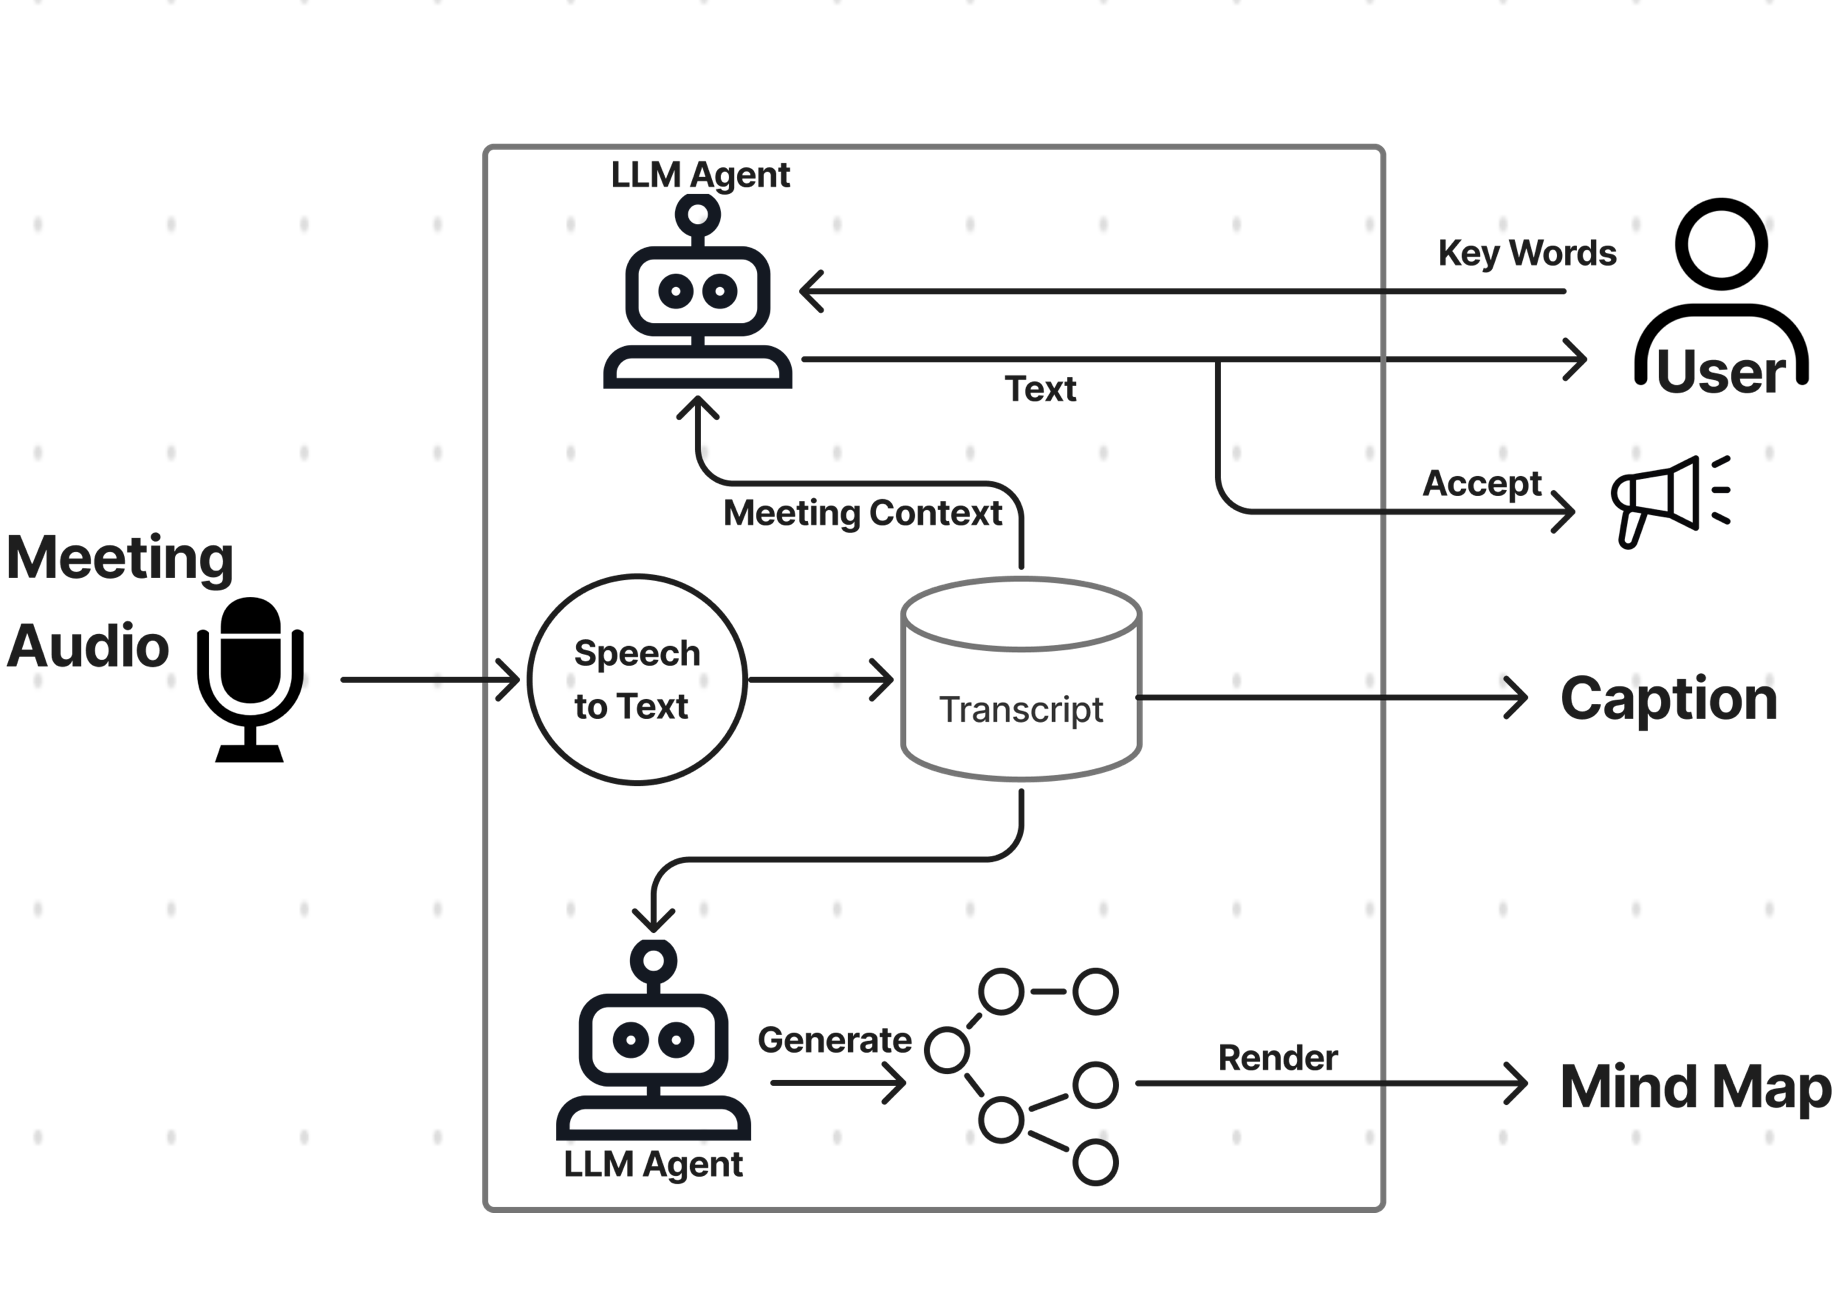 LLM Agent
Key Words
User
Text
Accept
Meeting Context
Meeting
Audio
Speech
to Text
Transcript
Caption
Generate
Render
Mind Map
LLM Agent